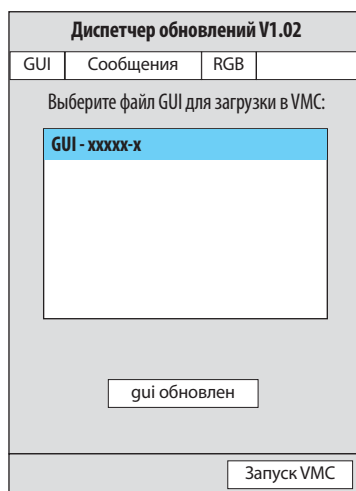 Диспетчер обновлений V1.02
GUI Сообщения RGB
Выберите файл GUI для загрузки в VMC:
GUI - xxxxx-x
gui обновлен
Запуск VMC